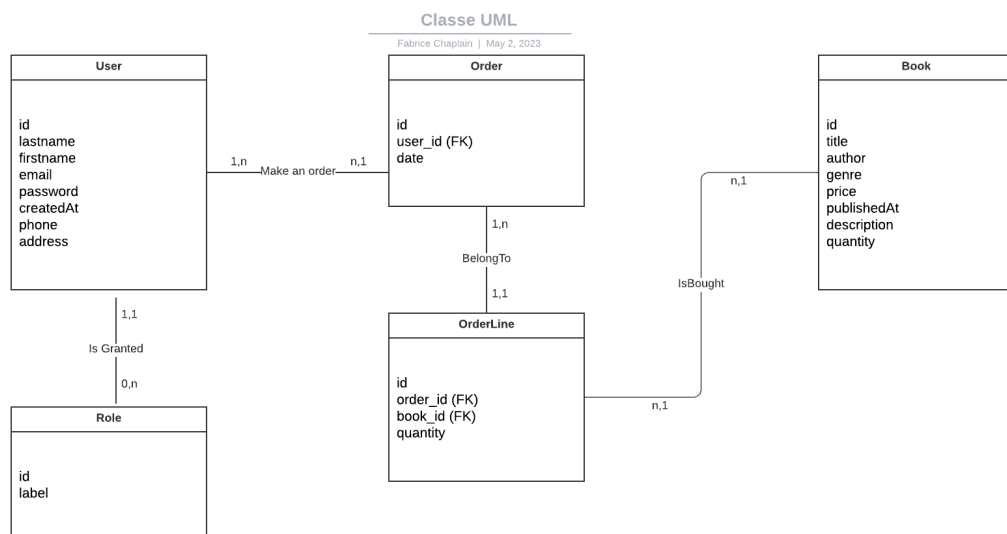 Classe UML
Fabrice Chaplain | May 2, 2023
User
id
lastname
firstname
email
password
createdAt
phone
address
1,n
Make an order
n,1
Order
id
user_id (FK)
date
1,n
BelongTo
1,1
OrderLine
id
order_id (FK)
book_id (FK)
quantity
n,1
IsBought
n,1
Book
id
title
author
genre
price
publishedAt
description
quantity
1,1
Is Granted
0,n
Role
id
label